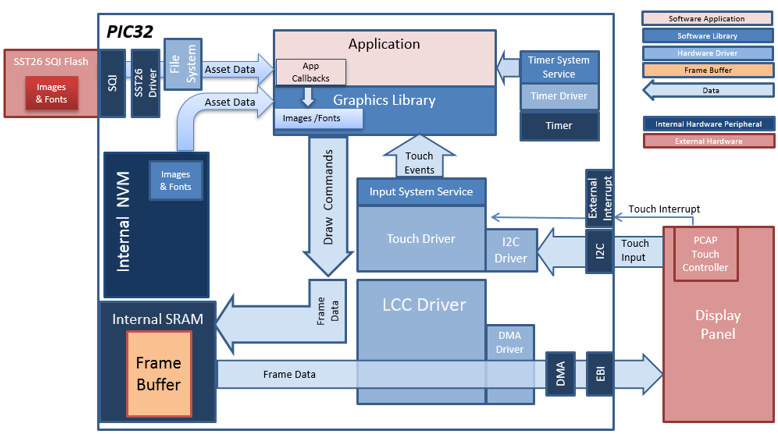 PIC32
SST26 SQI Flash
Images
& Fonts
SQI
SST26
Driver
File
System
Asset Data
Asset Data
Application
App
Callbacks
Graphics Library
Images /Fonts
Timer System
Service
Timer Driver
Timer
Software Application
Software Library
Hardware Driver
Frame Buffer
Data
Internal Hardware Peripheral
External Hardware
Internal NVM
Images
& Fonts
Draw Commands
Touch
Events
Input System Service
Touch Driver
I2C
Driver
External
Interrupt
I2C
Touch Interrupt
Touch
Input
PCAP
Touch
Controller
Display
Panel
Internal SRAM
Frame
Buffer
Frame
Data
LCC Driver
DMA
Driver
Frame Data
DMA
EBI